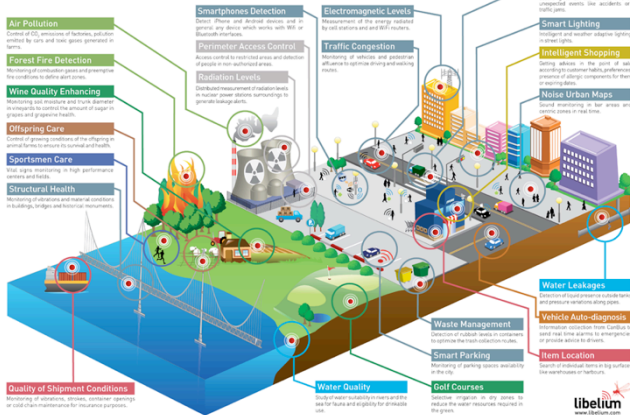 Air Pollution
Control of CO₂ emissions of factories, pollution
emitted by cars and toxic gases generated in
farms.
Forest Fire Detection
Monitoring of combustion gases and preemptive
fire conditions to define alert zones.
Wine Quality Enhancing
Monitoring soil moisture and trunk diameter
in vineyards to control the amount of sugar in
grapes and grapevine health.
Offspring Care
Control of growing conditions of the offspring in
animal farms to ensure its survival and health.
Sportsmen Care
Vital signs monitoring in high performance
centers and fields.
Structural Health
Monitoring of vibrations and material conditions
in buildings, bridges and historical monuments.
Quality of Shipment Conditions
Monitoring of vibrations, strokes, container openings
or cold chain maintenance for insurance purposes.
Smartphones Detection
Detect iPhone and Android devices and in
general any device which works with Wifi or
Bluetooth interfaces.
Perimeter Access Control
Access control to restricted areas and detection
of people in non-authorized areas.
Radiation Levels
Distributed measurement of radiation levels
in nuclear power stations surroundings to
generate leakage alerts.
Electromagnetic Levels
Measurement of the energy radiated
by cell stations and and WiFi routers.
Traffic Congestion
Monitoring of vehicles and pedestrian
affluence to optimize driving and walking
routes.
unexpected events like accidents or
traffic jams.
Smart Lighting
Intelligent and weather adaptive lighting
in street lights.
Intelligent Shopping
Getting advices in the point of sale
according to customer habits, preferences,
presence of allergic components for them
or expiring dates.
Noise Urban Maps
Sound monitoring in bar areas and
centric zones in real time.
Water Leakages
Detection of liquid presence outside tanks
and pressure variations along pipes.
Vehicle Auto-diagnosis
Information collection from CanBus to
send real time alarms to emergencies
or provide advice to drivers.
Item Location
Search of individual items in big surfaces
like warehouses or harbours.
Waste Management
Detection of rubbish levels in containers
to optimize the trash collection routes.
Smart Parking
Monitoring of parking spaces availability
in the city.
Golf Courses
Selective irrigation in dry zones to
reduce the water resources required in
the green.
Water Quality
Study of water suitability in rivers and the
sea for fauna and eligibility for drinkable
use.
libelium
www.libelium.com